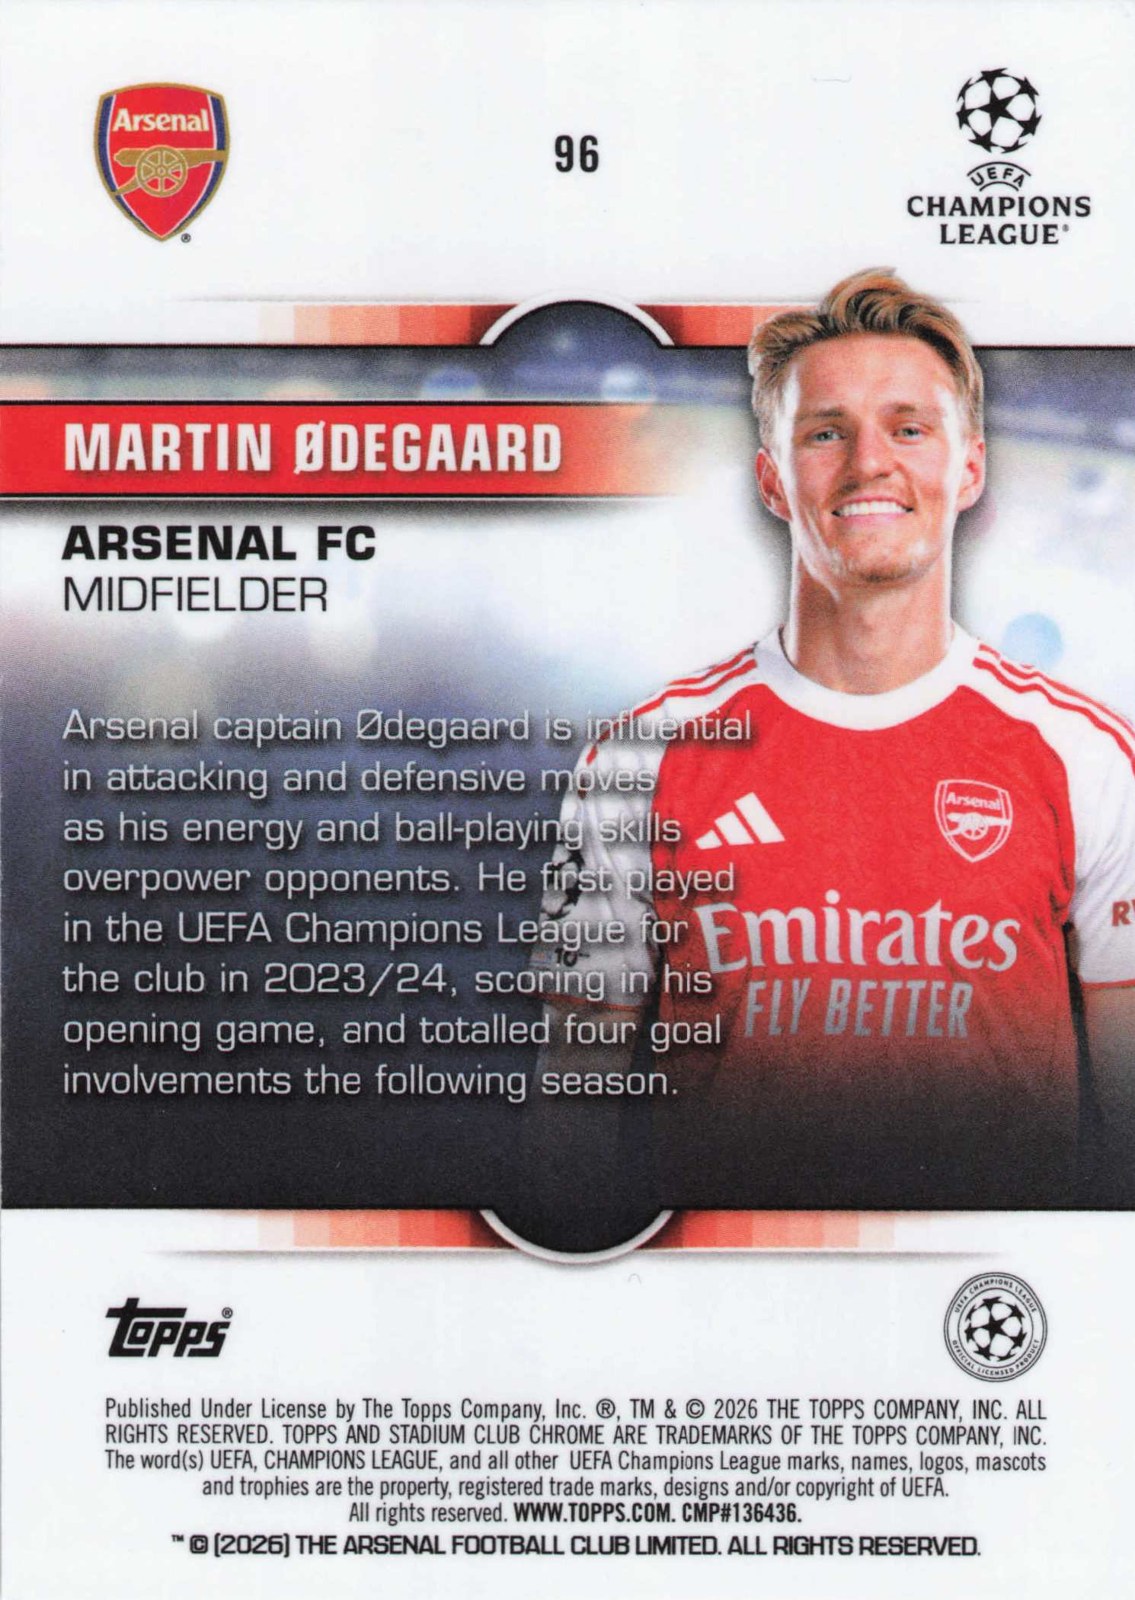 Arsenal
®
96
UEFA
CHAMPIONS
LEAGUE®
MARTIN ØDEGAARD
ARSENAL FC
MIDFIELDER
Arsenal captain Ødegaard is influential
in attacking and defensive moves
as his energy and ball-playing skills
overpower opponents. He first played
in the UEFA Champions League for
the club in 2023/24, scoring in his
opening game, and totalled four goal
involvements the following season.
Arsenal
Emirates
FLY BETTER
Topps®
UEFA CHAMPIONS LEAGUE
OFFICIAL LICENSED PRODUCT
Published Under License by The Topps Company, Inc. ®, TM & © 2026 THE TOPPS COMPANY, INC. ALL
RIGHTS RESERVED. TOPPS AND STADIUM CLUB CHROME ARE TRADEMARKS OF THE TOPPS COMPANY, INC.
The word(s) UEFA, CHAMPIONS LEAGUE, and all other UEFA Champions League marks, names, logos, mascots
and trophies are the property, registered trade marks, designs and/or copyright of UEFA.
All rights reserved. WWW.TOPPS.COM. CMP#136436.
™ © [2026] THE ARSENAL FOOTBALL CLUB LIMITED. ALL RIGHTS RESERVED.